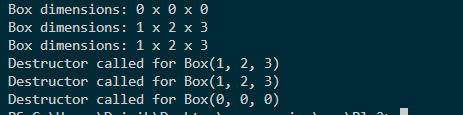 Box dimensions: 0 x 0 x 0
Box dimensions: 1 x 2 x 3
Box dimensions: 1 x 2 x 3
Destructor called for Box(1, 2, 3)
Destructor called for Box(1, 2, 3)
Destructor called for Box(0, 0, 0)